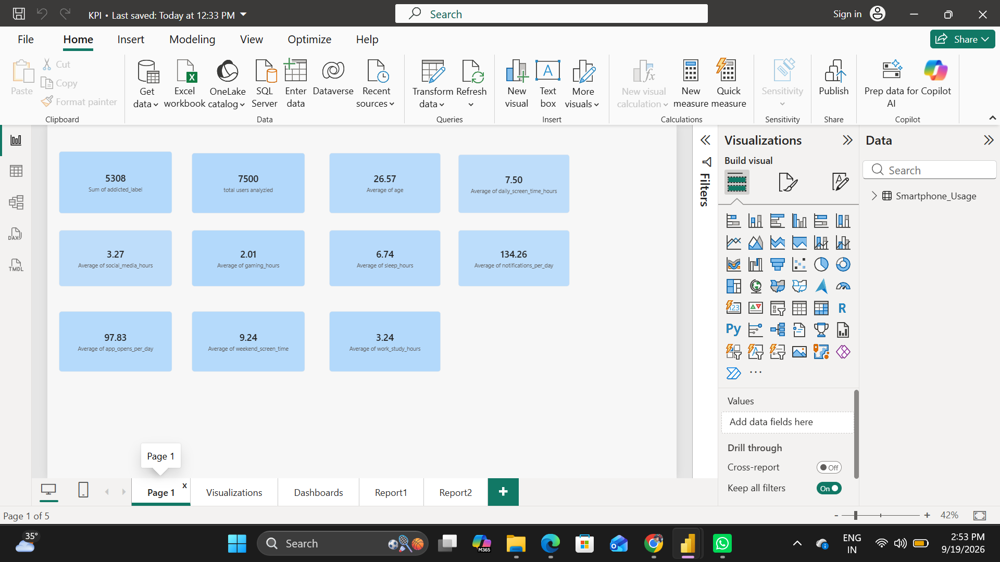 KPI • Last saved: Today at 12:33 PM
Search
Sign in
File
Home
Insert
Modeling
View
Optimize
Help
Share
Paste
Cut
Copy
Format painter
Clipboard
Get data
Excel workbook
OneLake catalog
SQL Server
Enter data
Dataverse
Recent sources
Data
Transform data
Refresh
Queries
New visual
Text box
More visuals
Insert
New visual calculation
New measure
Quick measure
Calculations
Sensitivity
Sensitivity
Publish
Share
Prep data for AI
Copilot
Copilot
DAX
TMDL
5308
Sum of addicted_label
7500
total users analyzied
26.57
Average of age
7.50
Average of daily_screen_time_hours
3.27
Average of social_media_hours
2.01
Average of gaming_hours
6.74
Average of sleep_hours
134.26
Average of notifications_per_day
97.83
Average of app_opens_per_day
9.24
Average of weekend_screen_time
3.24
Average of work_study_hours
Filters
Visualizations
Build visual
123
R
Py
Values
Add data fields here
Drill through
Cross-report
Off
Keep all filters
On
Data
Search
Smartphone_Usage
Page 1
Page 1
x
Visualizations
Dashboards
Report1
Report2
+
Page 1 of 5
-
+
42%
35°
Search
M365
ENG
IN
2:53 PM
9/19/2026